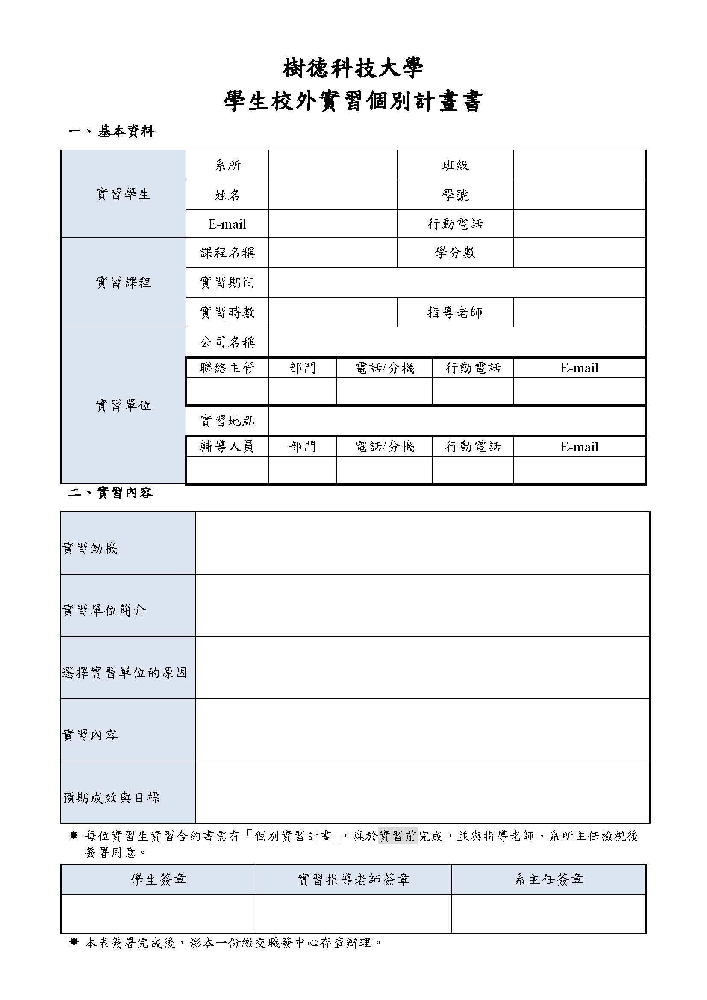 樹德科技大學
學生校外實習個別計畫書
一、基本資料
實習學生
系所 班級
姓名 學號
E-mail 行動電話
實習課程
課程名稱 學分數
實習期間
實習時數 指導老師
實習單位
公司名稱
聯絡主管 部門 電話/分機 行動電話 E-mail
實習地點
輔導人員 部門 電話/分機 行動電話 E-mail
二、實習內容
實習動機
實習單位簡介
選擇實習單位的原因
實習內容
預期成效與目標
✸ 每位實習生實習合約書需有「個別實習計畫」，應於實習前完成，並與指導老師、系所主任檢視後
簽署同意。
學生簽章 實習指導老師簽章 系主任簽章
✸ 本表簽署完成後，影本一份繳交職發中心存查辦理。